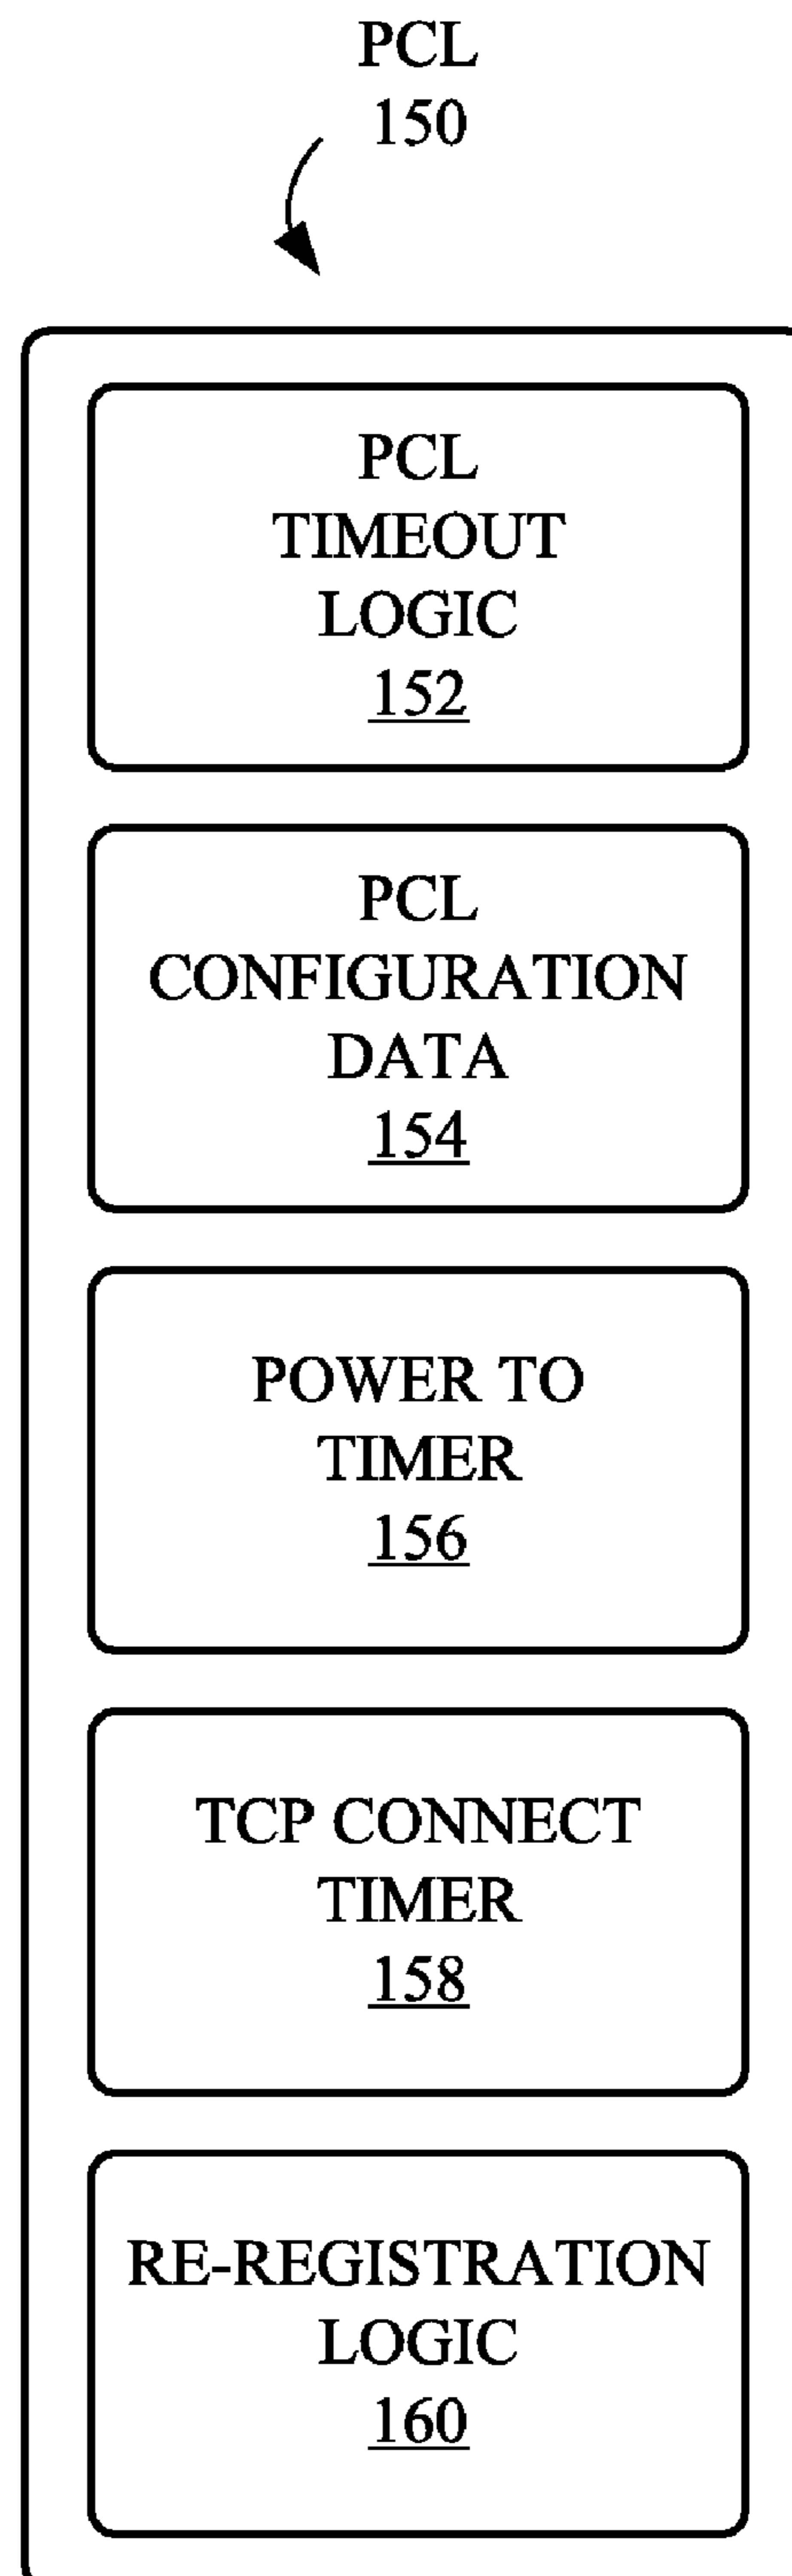 PCL
150
PCL
TIMEOUT
LOGIC
152
PCL
CONFIGURATION
DATA
154
POWER TO
TIMER
156
TCP CONNECT
TIMER
158
RE-REGISTRATION
LOGIC
160